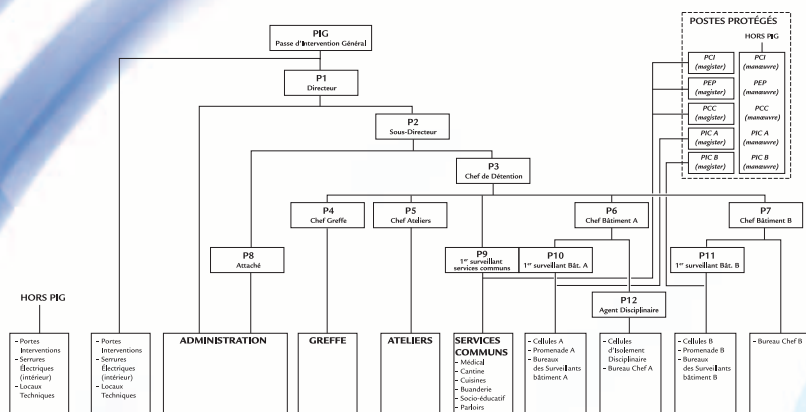 PIG
Passe d'Intervention Général
P1
Directeur
P2
Sous-Directeur
P3
Chef de Détention
P4
Chef Greffe
P5
Chef Ateliers
P6
Chef Bâtiment A
P7
Chef Bâtiment B
P8
Attaché
P9
1er surveillant
services communs
P10
1er surveillant Bât. A
P11
1er surveillant Bât. B
P12
Agent Disciplinaire
POSTES PROTÉGÉS
HORS PIG
PCI
(magister)
PCI
(manœuvre)
PEP
(magister)
PEP
(manœuvre)
PCC
(magister)
PCC
(manœuvre)
PIC A
(magister)
PIC A
(manœuvre)
PIC B
(magister)
PIC B
(manœuvre)
HORS PIG
- Portes
Interventions
- Serrures
Électriques
(intérieur)
- Locaux
Techniques
- Portes
Interventions
- Serrures
Électriques
(intérieur)
- Locaux
Techniques
ADMINISTRATION
GREFFE
ATELIERS
SERVICES
COMMUNS
- Médical
- Cantine
- Cuisines
- Buanderie
- Socio-éducatif
- Parloirs
- Cellules A
- Promenade A
- Bureaux
des Surveillants
bâtiment A
- Cellules
d'Isolement
Disciplinaire
- Bureau Chef A
- Cellules B
- Promenade B
- Bureaux
des Surveillants
bâtiment B
- Bureau Chef B